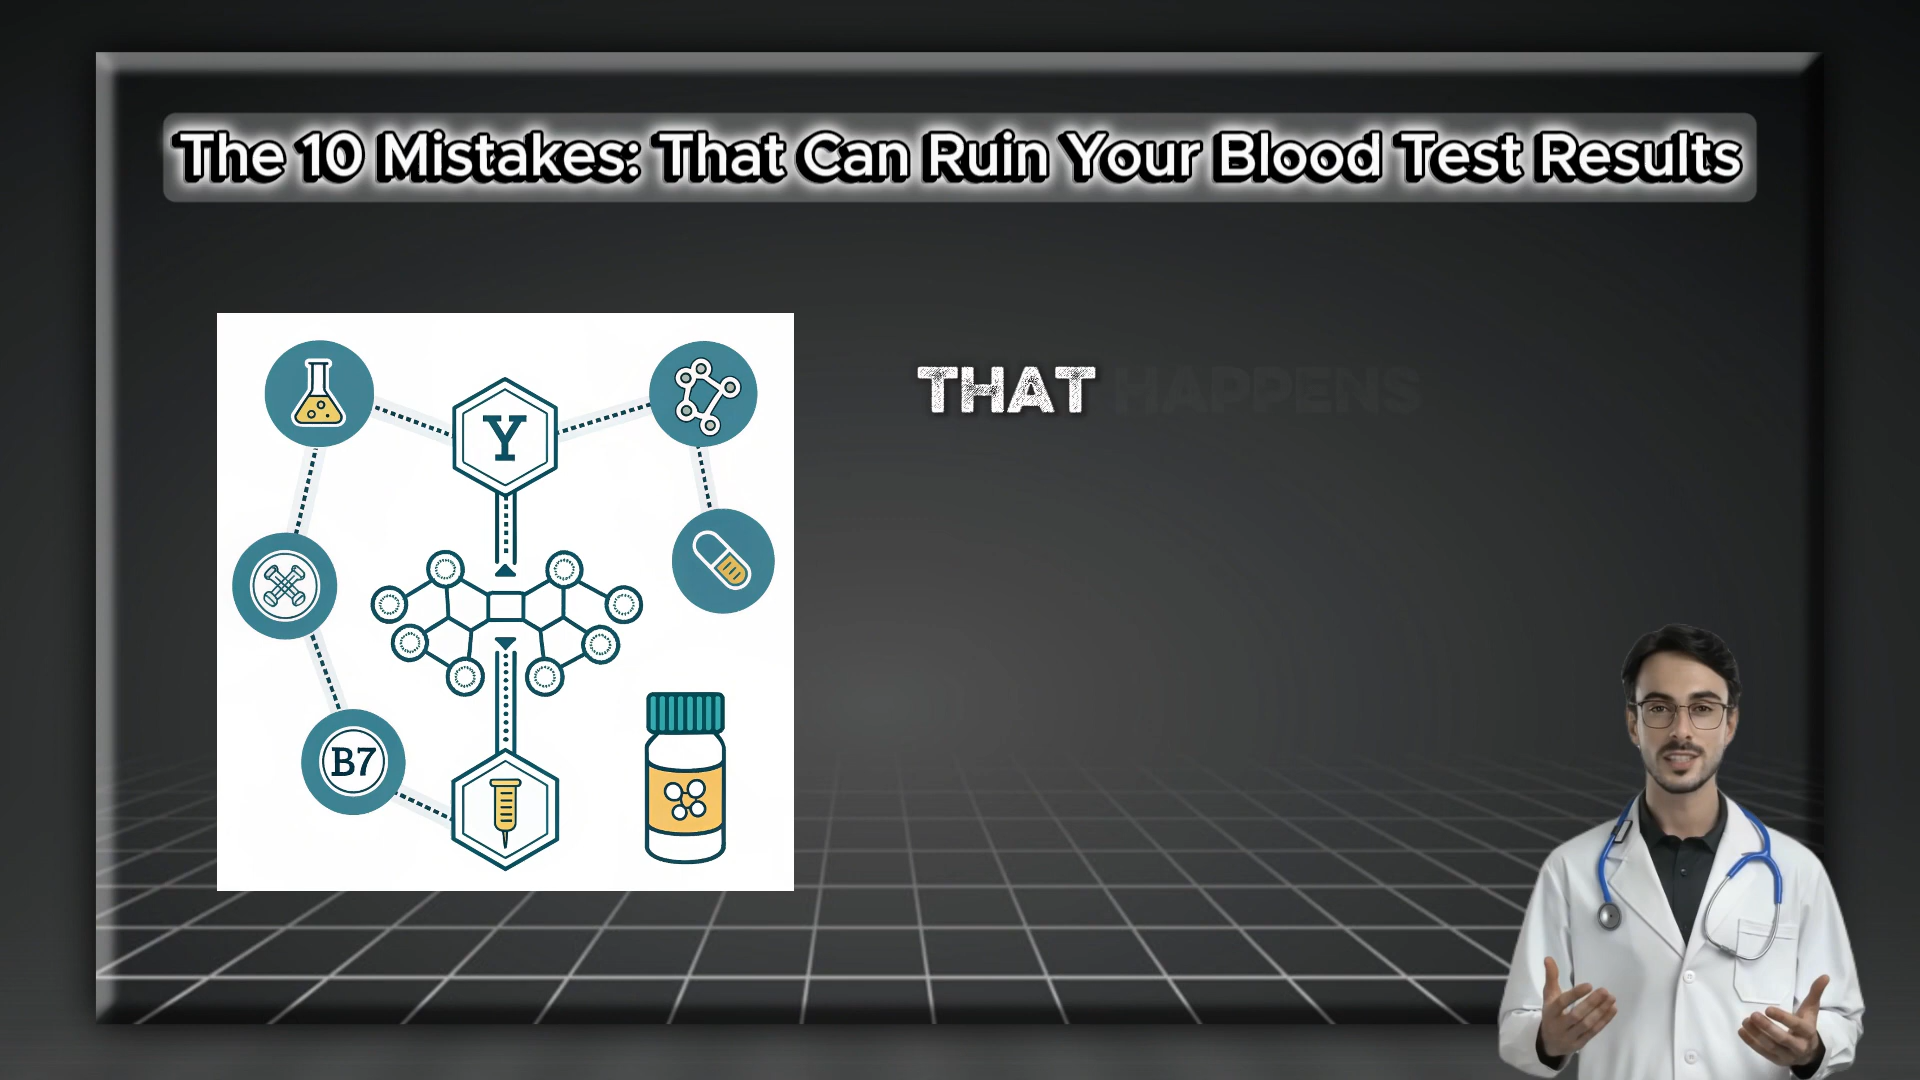 The 10 Mistakes: That Can Ruin Your Blood Test Results
THAT HAPPENS
Y
B7